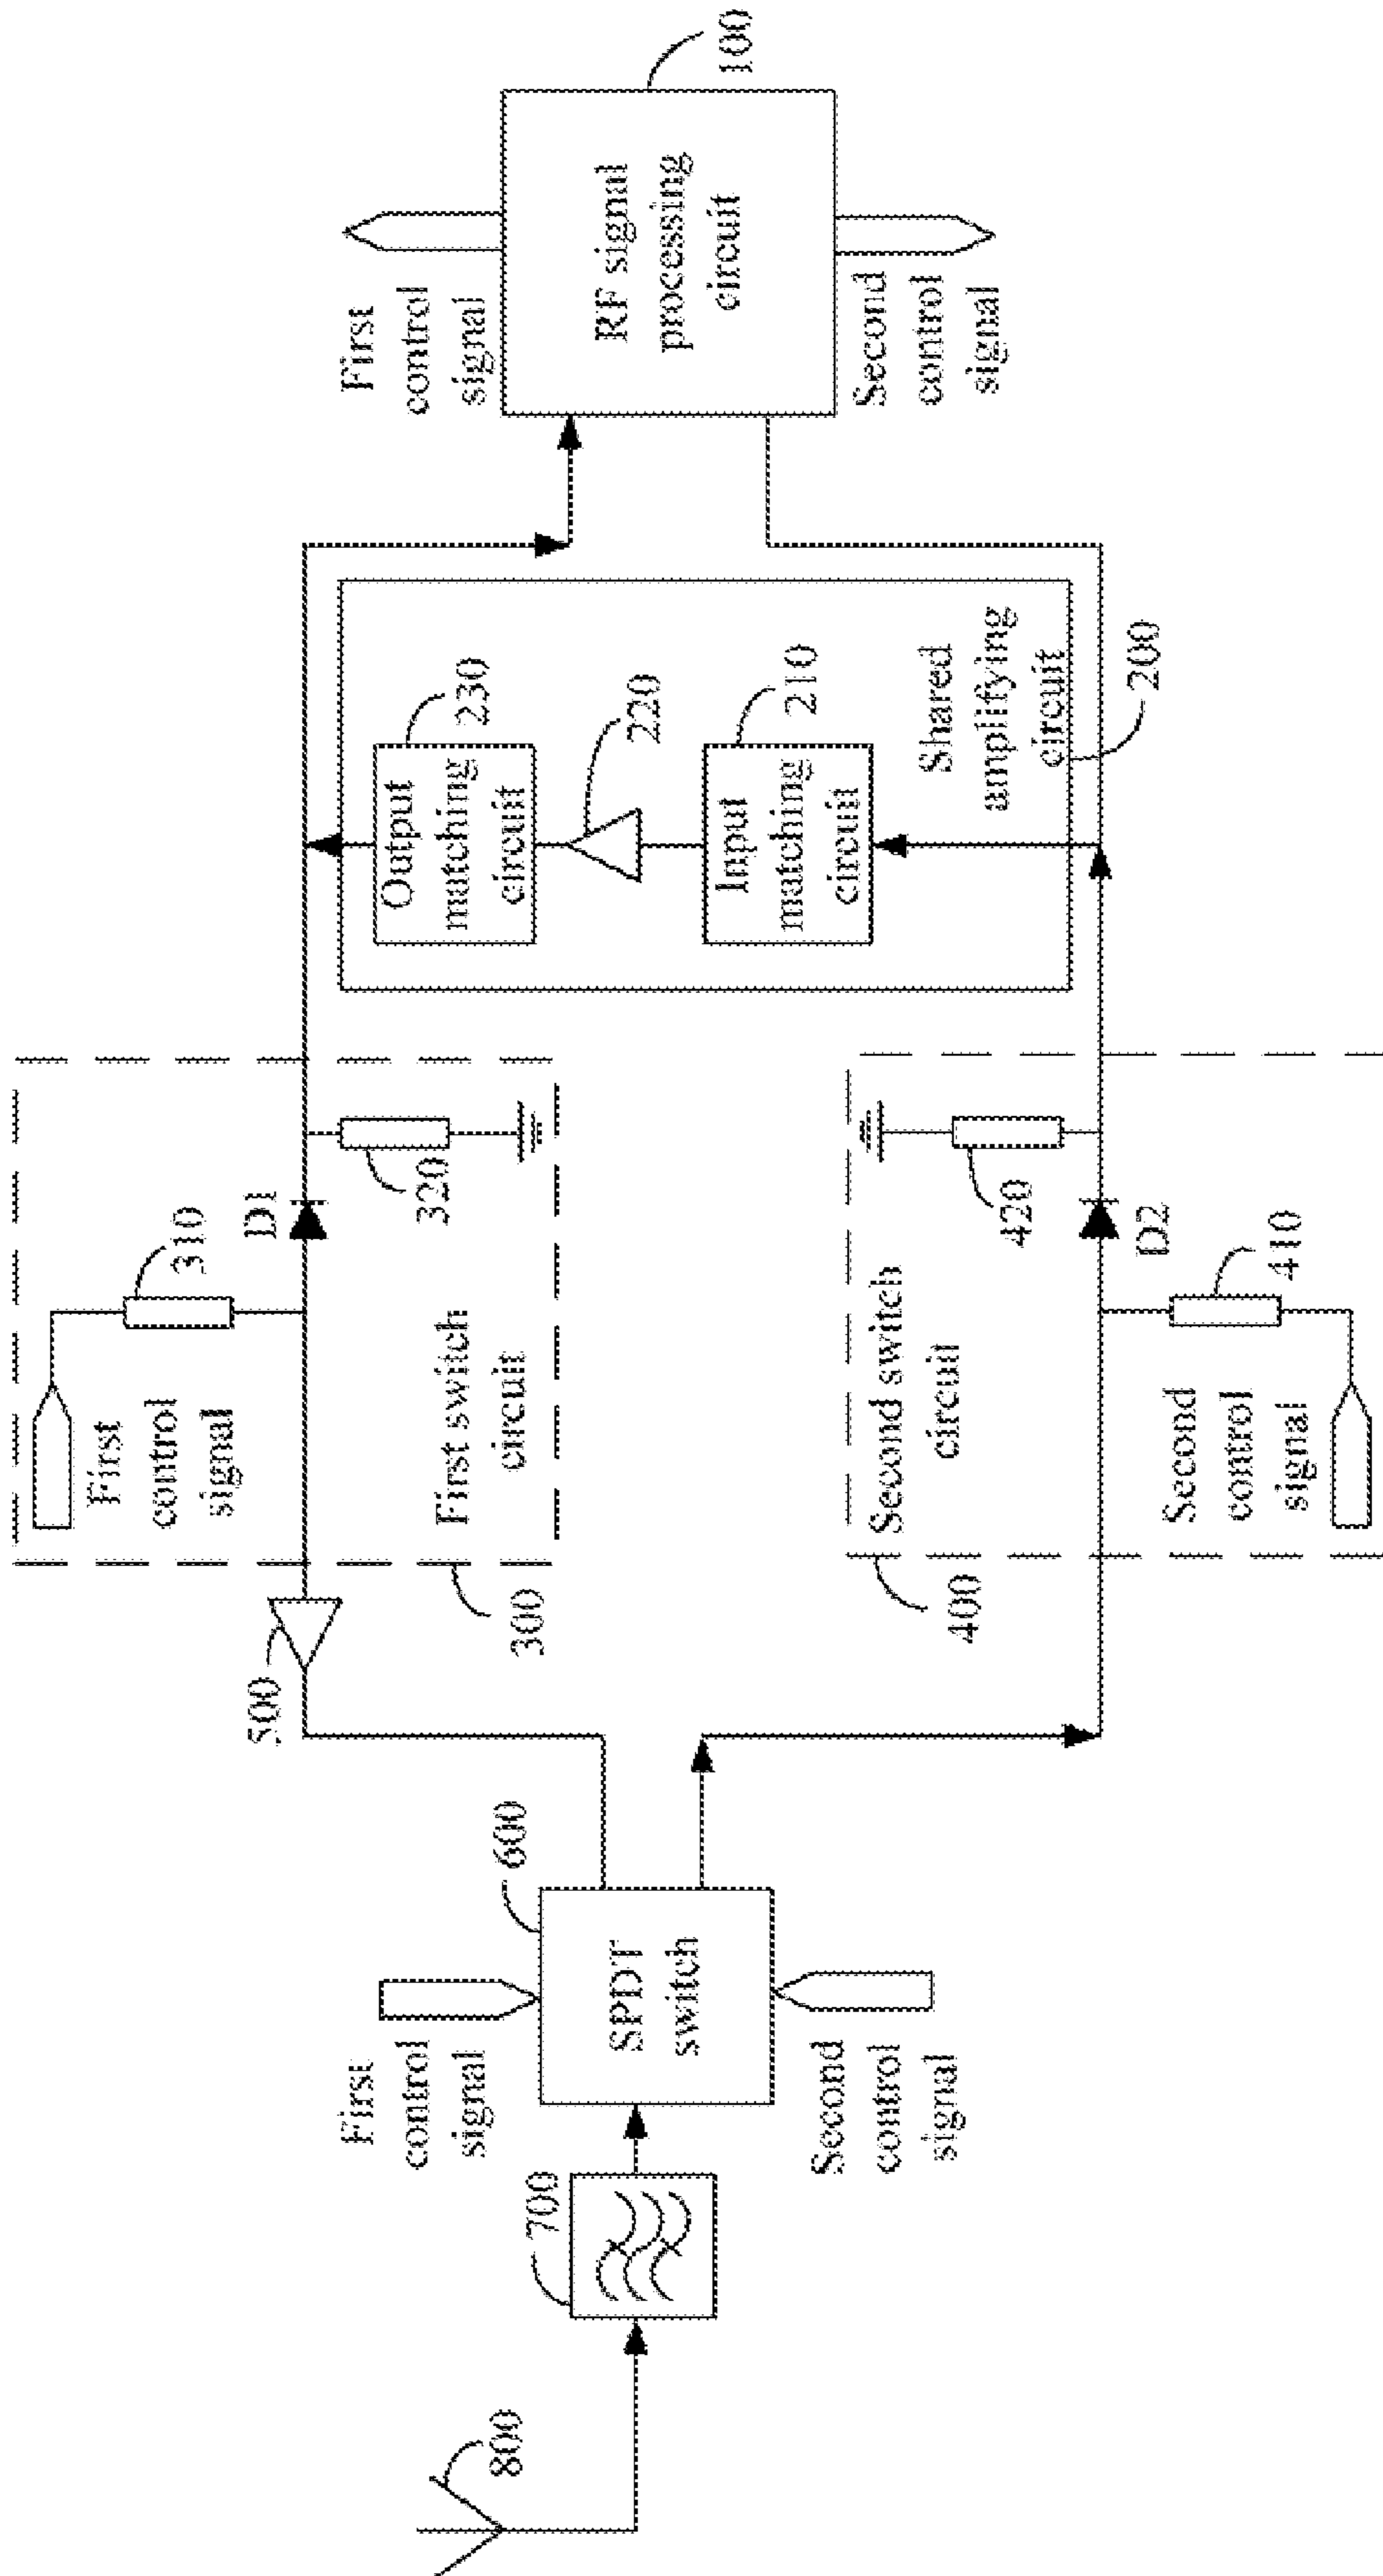 800
700
First
control
signal
600
SPDT
switch
Second
control
signal
500
First
control
signal
310
D1
320
First switch
circuit
300
Second switch
circuit
400
420
D2
410
Second
control
signal
230
Output
matching
circuit
220
210
Input
matching
circuit
Shared
amplifying
circuit
200
First
control
signal
100
RF signal
processing
circuit
Second
control
signal